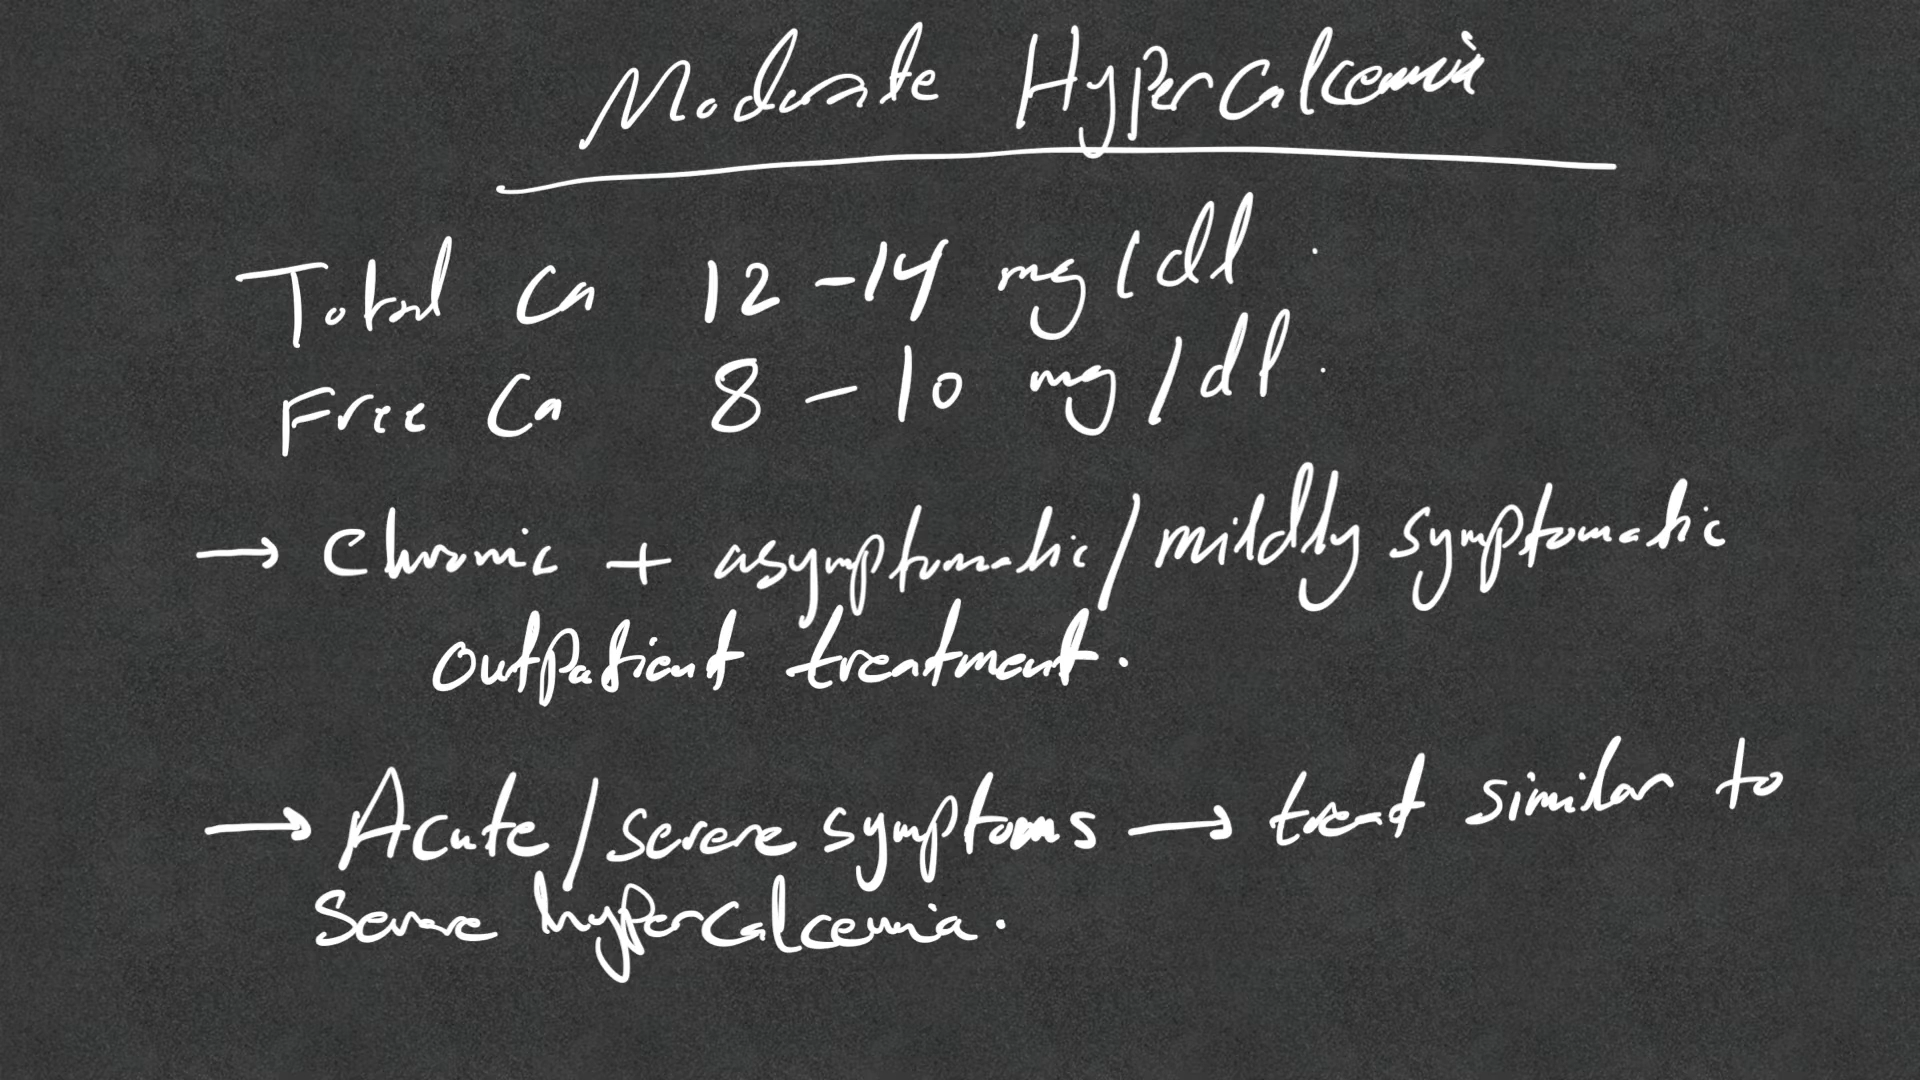 Moderate Hypercalcemia
Total Ca 12-14 mg/dl.
Free Ca 8-10 mg/dl.
→ Chronic + asymptomatic/mildly symptomatic
outpatient treatment.
→ Acute/severe symptoms → treat similar to
Severe hypercalcemia.